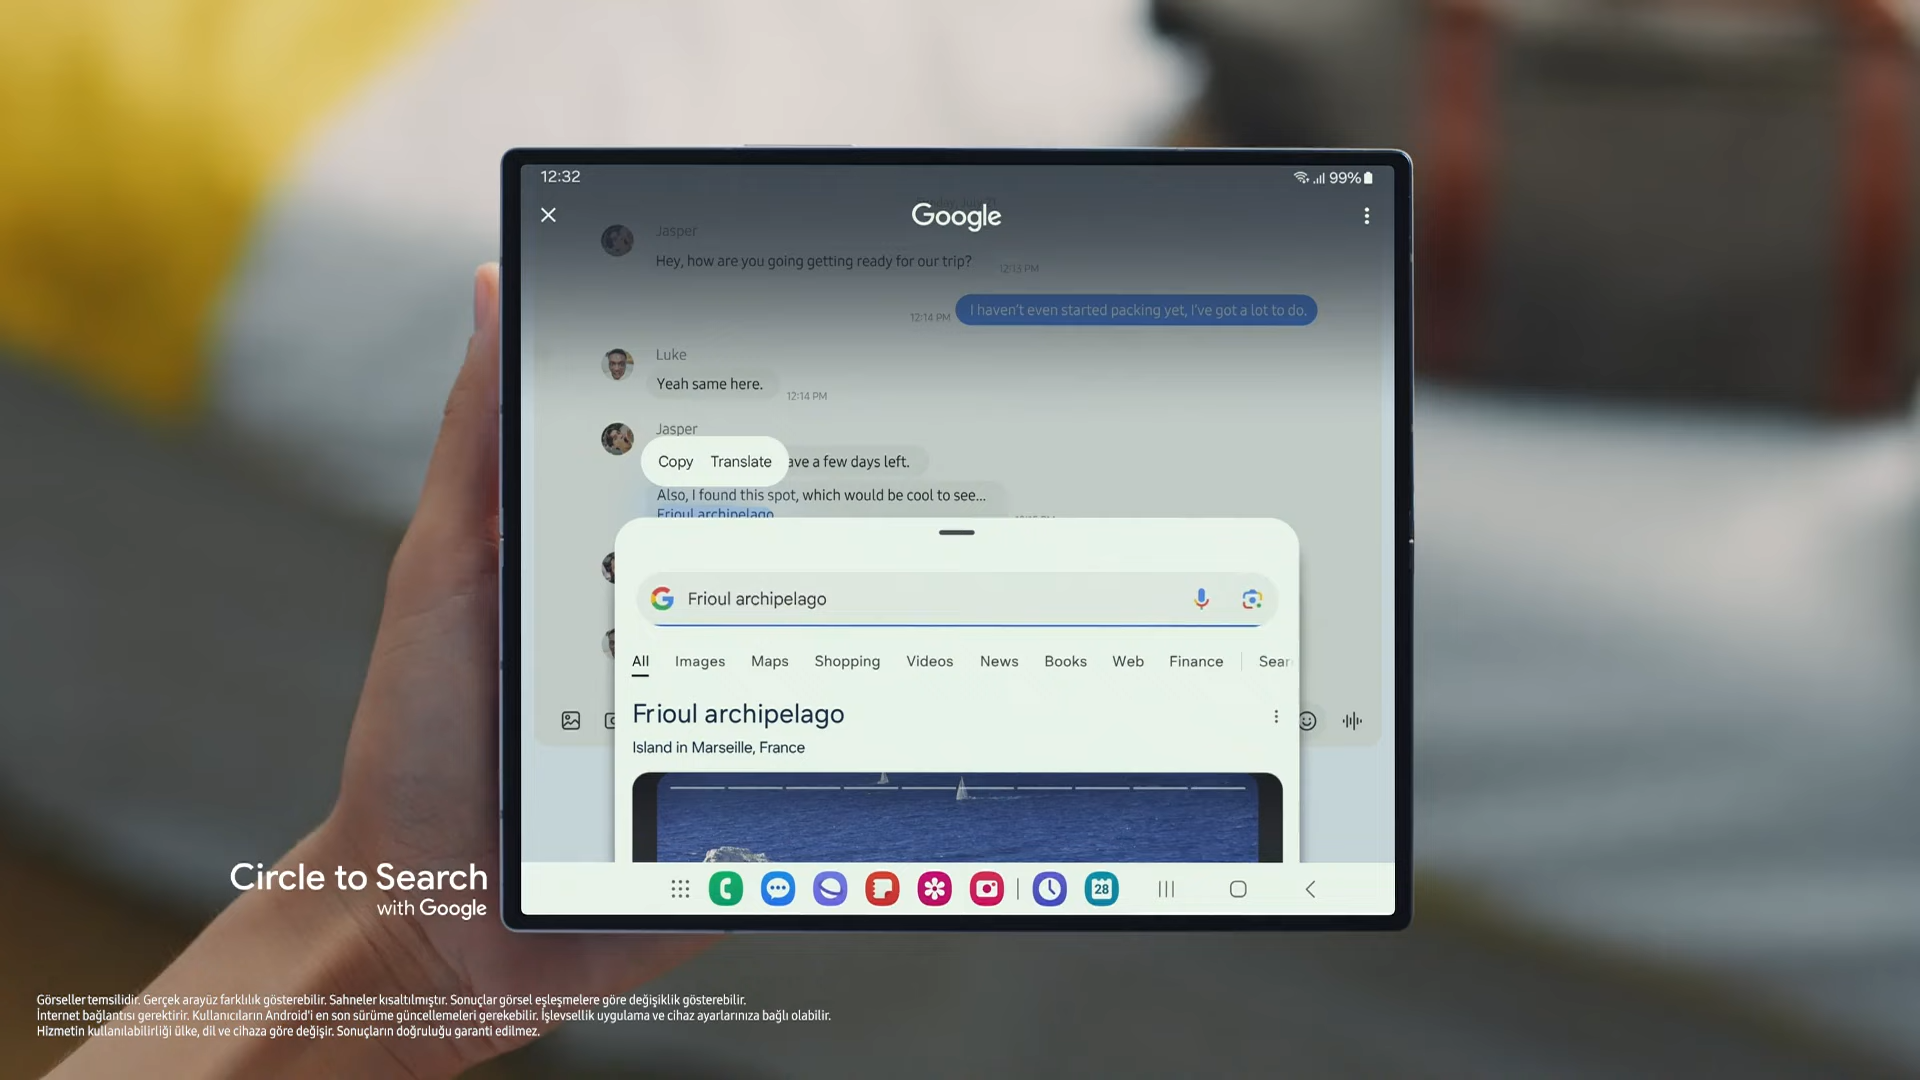 12:32
99%
Google
Jasper
Hey, how are you going getting ready for our trip?
12:13 PM
I haven't even started packing yet, I've got a lot to do.
12:14 PM
Luke
Yeah same here.
12:14 PM
Jasper
Copy Translate
ave a few days left.
Also, I found this spot, which would be cool to see...
Frioul archipelago
Frioul archipelago
All Images Maps Shopping Videos News Books Web Finance Sear
Frioul archipelago
Island in Marseille, France
28
Circle to Search
with Google
Görseller temsilidir. Gerçek arayüz farklılık gösterebilir. Sahneler kısaltılmıştır. Sonuçlar görsel eşleşmelere göre değişiklik gösterebilir.
İnternet bağlantısı gerektirir. Kullanıcıların Android'i en son sürüme güncellemeleri gerekebilir. İşlevsellik uygulama ve cihaz ayarlarınıza bağlı olabilir.
Hizmetin kullanılabilirliği ülke, dil ve cihaza göre değişir. Sonuçların doğruluğu garanti edilmez.